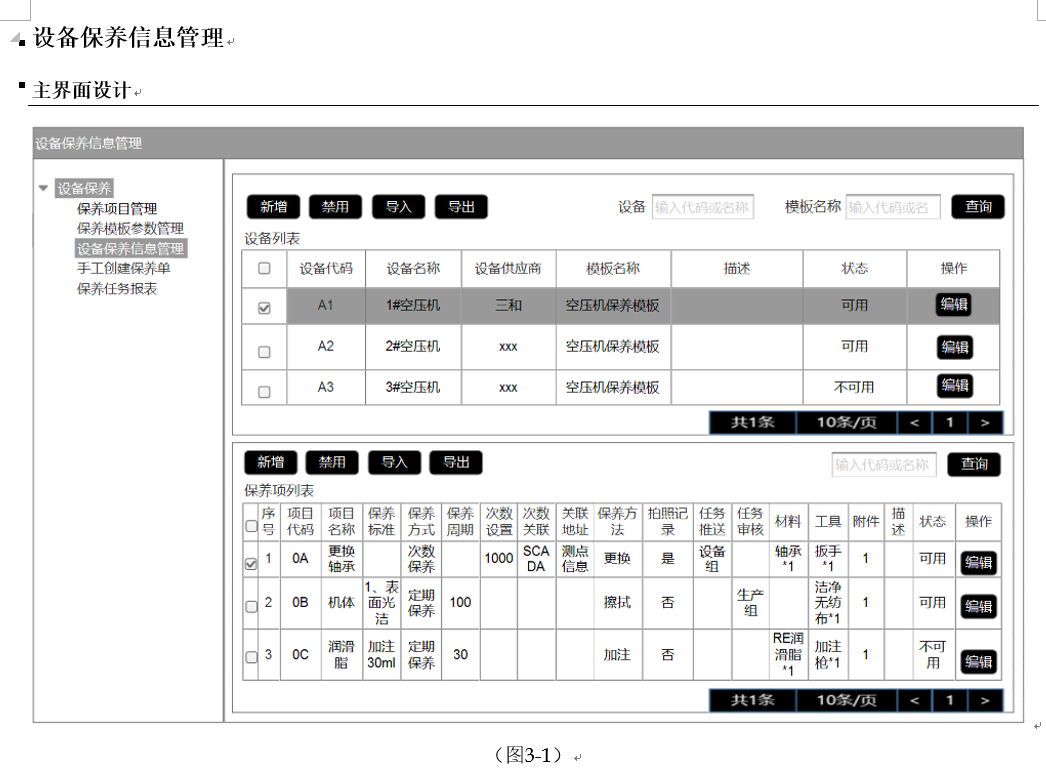 设备保养信息管理
主界面设计
设备保养信息管理
设备保养
保养项目管理
保养模板参数管理
设备保养信息管理
手工创建保养单
保养任务报表
新增 禁用 导入 导出 设备 输入代码或名称 模板名称 输入代码或名 查询
设备列表
设备代码 设备名称 设备供应商 模板名称 描述 状态 操作
A1 1#空压机 三和 空压机保养模板 可用 编辑
A2 2#空压机 xxx 空压机保养模板 可用 编辑
A3 3#空压机 xxx 空压机保养模板 不可用 编辑
共1条 10条/页 < 1 >
新增 禁用 导入 导出 输入代码或名称 查询
保养项列表
序号 项目代码 项目名称 保养标准 保养方式 保养周期 次数设置 次数关联 关联地址 保养方法 拍照记录 任务推送 任务审核 材料 工具 附件 描述 状态 操作
1 0A 更换轴承 次数保养 1000 SCADA 测点信息 更换 是 设备组 轴承*1 扳手*1 1 可用 编辑
2 0B 机体 1、表面光洁 定期保养 100 擦拭 否 生产组 洁净无纺布*1 1 可用 编辑
3 0C 润滑脂 加注30ml 定期保养 30 加注 否 RE润滑脂*1 加注枪*1 1 不可用 编辑
共1条 10条/页 < 1 >
（图3-1）